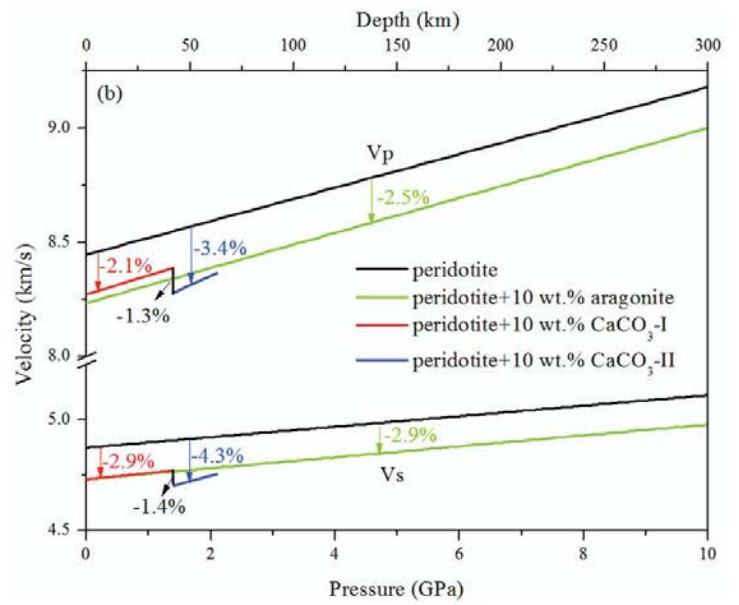 Depth (km)
0 50 100 150 200 250 300
(b)
9.0
Vp
-2.5%
8.5
-3.4%
-2.1%
peridotite
peridotite+10 wt.% aragonite
-1.3%
peridotite+10 wt.% CaCO₃-I
8.0
peridotite+10 wt.% CaCO₃-II
Velocity (km/s)
5.0
-2.9%
-4.3%
-2.9%
Vs
-1.4%
4.5
0 2 4 6 8 10
Pressure (GPa)